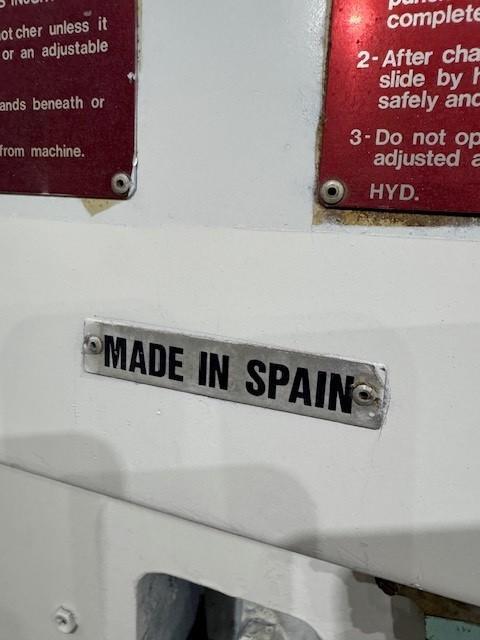 not cher unless it
or an adjustable
ands beneath or
from machine.
complete
2-After cha
slide by h
safely and
3-Do not op
adjusted a
HYD.
MADE IN SPAIN